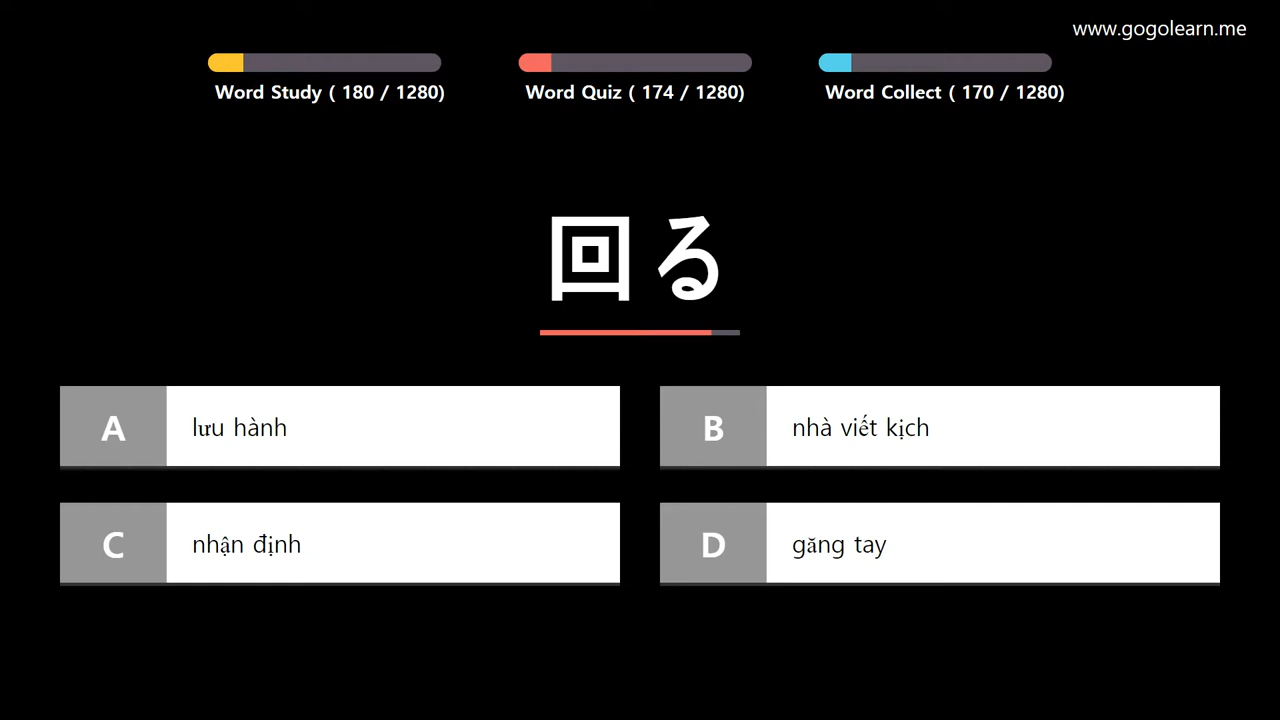 www.gogolearn.me
Word Study ( 180 / 1280)
Word Quiz ( 174 / 1280)
Word Collect ( 170 / 1280)
回る
A lưu hành
B nhà viết kịch
C nhận định
D găng tay